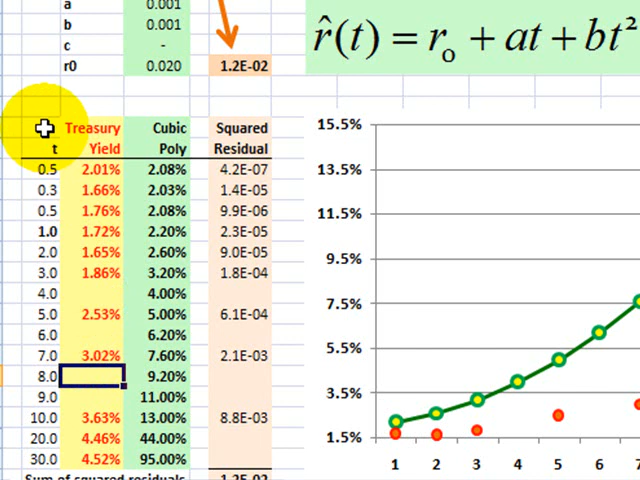 a 0.001
b 0.001
c -
r0 0.020 1.2E-02
r̂(t) = r₀ + at + bt²
Treasury Cubic Squared
t Yield Poly Residual
0.5 2.01% 2.08% 4.2E-07
0.3 1.66% 2.03% 1.4E-05
0.5 1.76% 2.08% 9.9E-06
1.0 1.72% 2.20% 2.3E-05
2.0 1.65% 2.60% 9.0E-05
3.0 1.86% 3.20% 1.8E-04
4.0 4.00%
5.0 2.53% 5.00% 6.1E-04
6.0 6.20%
7.0 3.02% 7.60% 2.1E-03
8.0 9.20%
9.0 11.00%
10.0 3.63% 13.00% 8.8E-03
20.0 4.46% 44.00%
30.0 4.52% 95.00%
Sum of squared residuals 1.2E-02
15.5%
13.5%
11.5%
9.5%
7.5%
5.5%
3.5%
1.5%
1 2 3 4 5 6 7